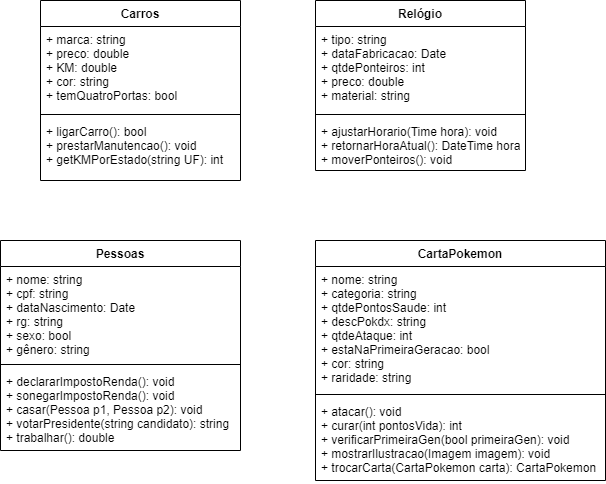 Carros
+ marca: string
+ preco: double
+ KM: double
+ cor: string
+ temQuatroPortas: bool
+ ligarCarro(): bool
+ prestarManutencao(): void
+ getKMPorEstado(string UF): int
Relógio
+ tipo: string
+ dataFabricacao: Date
+ qtdePonteiros: int
+ preco: double
+ material: string
+ ajustarHorario(Time hora): void
+ retornarHoraAtual(): DateTime hora
+ moverPonteiros(): void
Pessoas
+ nome: string
+ cpf: string
+ dataNascimento: Date
+ rg: string
+ sexo: bool
+ gênero: string
+ declararImpostoRenda(): void
+ sonegarImpostoRenda(): void
+ casar(Pessoa p1, Pessoa p2): void
+ votarPresidente(string candidato): string
+ trabalhar(): double
CartaPokemon
+ nome: string
+ categoria: string
+ qtdePontosSaude: int
+ descPokdx: string
+ qtdeAtaque: int
+ estaNaPrimeiraGeracao: bool
+ cor: string
+ raridade: string
+ atacar(): void
+ curar(int pontosVida): int
+ verificarPrimeiraGen(bool primeiraGen): void
+ mostrarIlustracao(Imagem imagem): void
+ trocarCarta(CartaPokemon carta): CartaPokemon